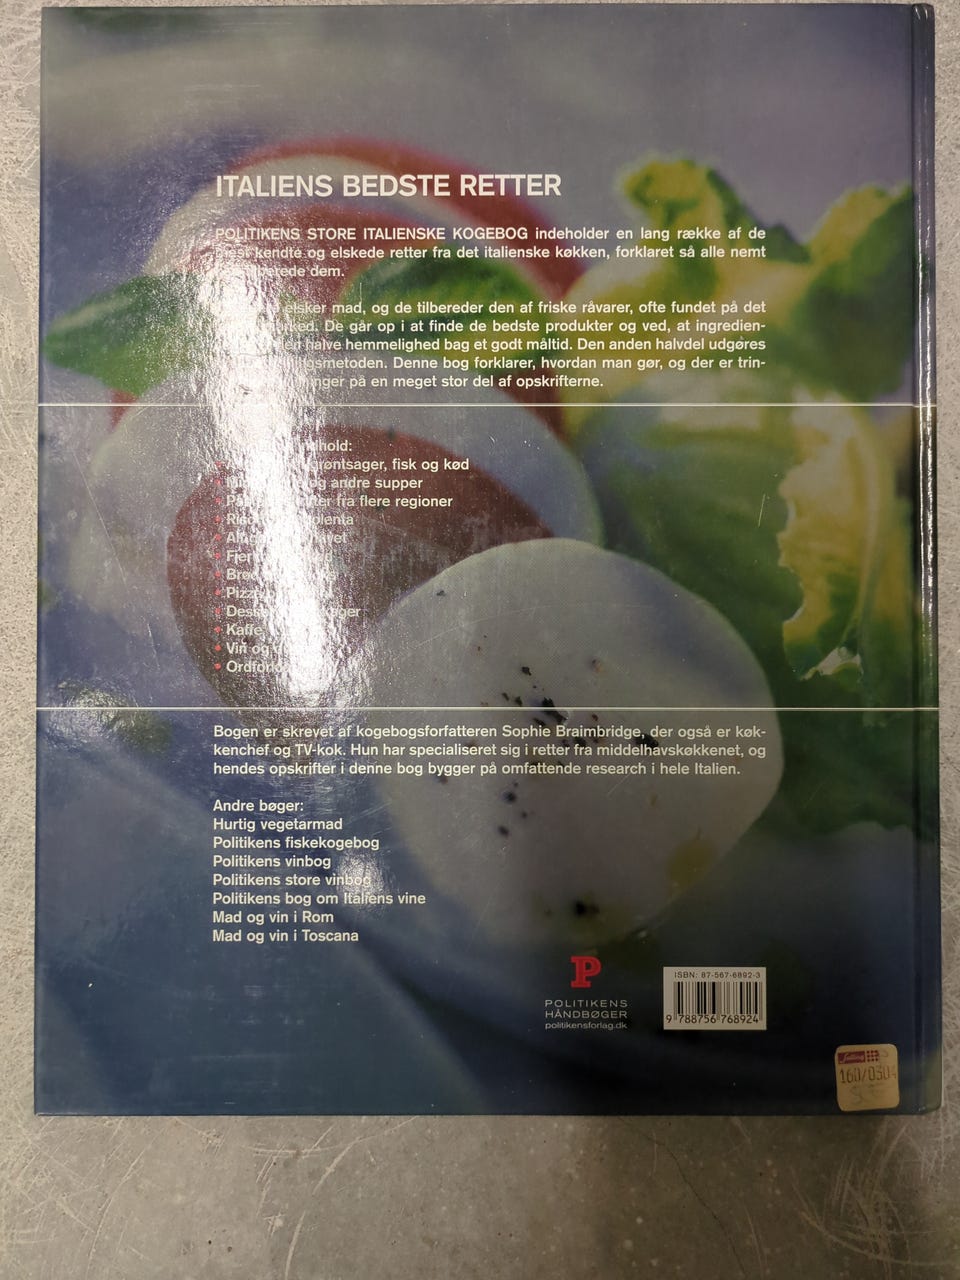 ITALIENS BEDSTE RETTER
POLITIKENS STORE ITALIENSKE KOGEBOG indeholder en lang række af de
mest kendte og elskede retter fra det italienske køkken, forklaret så alle nemt
dem.
elsker mad, og de tilbereder den af friske råvarer, ofte fundet på det
De går op i at finde de bedste produkter og ved, at ingredien-
halve hemmelighed bag et godt måltid. Den anden halvdel udgøres
Denne bog forklarer, hvordan man gør, og der er trin-
på en meget stor del af opskrifterne.
• grøntsager, fisk og kød
• og andre supper
• fra flere regioner
•
•
•
•
•
•
• Kaffe
• Vin og
•
Bogen er skrevet af kogebogsforfatteren Sophie Braimbridge, der også er køk-
kenchef og TV-kok. Hun har specialiseret sig i retter fra middelhavskøkkenet, og
hendes opskrifter i denne bog bygger på omfattende research i hele Italien.
Andre bøger:
Hurtig vegetarmad
Politikens fiskekogebog
Politikens vinbog
Politikens store vinbog
Politikens bog om Italiens vine
Mad og vin i Rom
Mad og vin i Toscana
P
POLITIKENS
HÅNDBØGER
politikensforlag.dk
ISBN: 87-567-6892-3
9 788756 768924